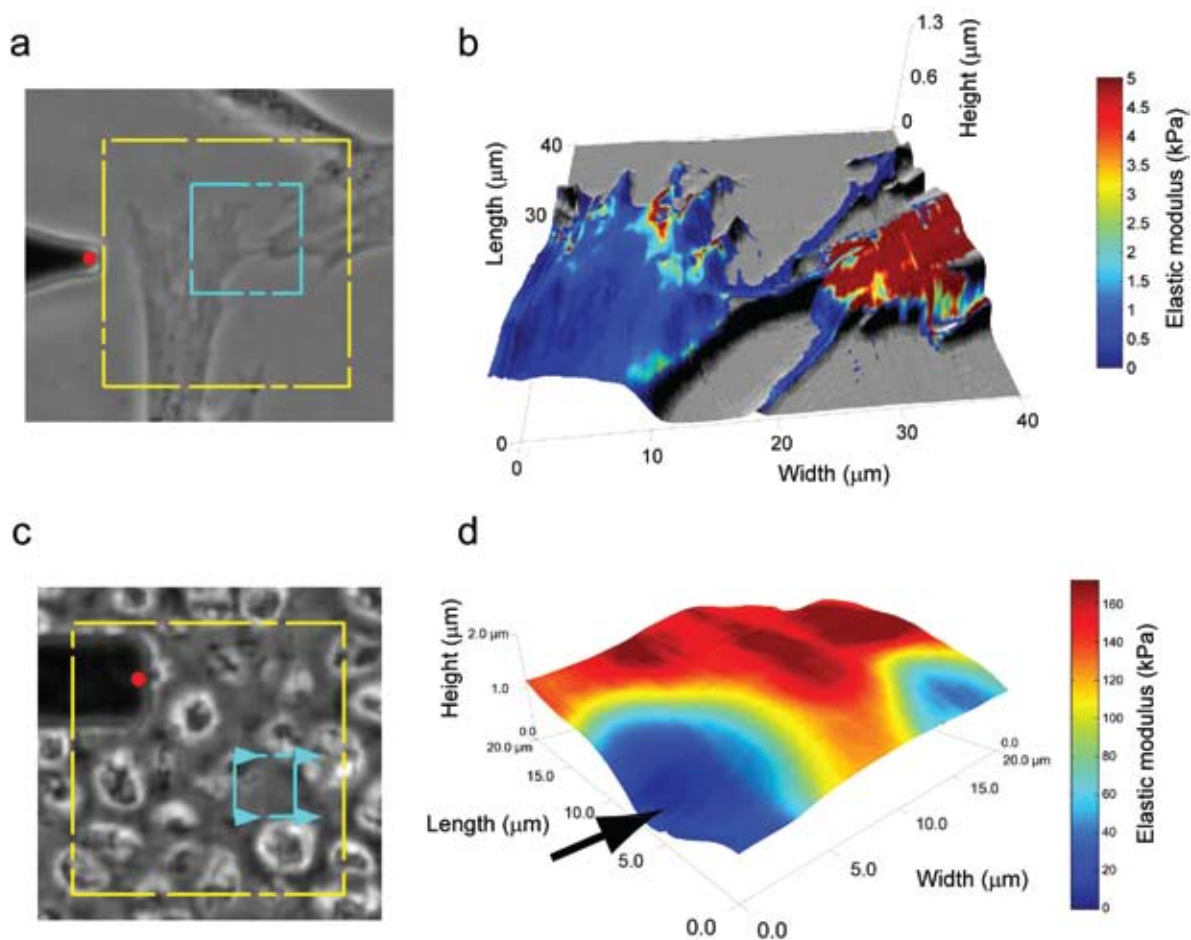 a
b
1.3
0.6
0
Height (μm)
40
30
Length (μm)
0
0
10
20
30
40
Width (μm)
5
4.5
4
3.5
3
2.5
2
1.5
1
0.5
0
Elastic modulus (kPa)
c
d
2.0 μm
1.0
0.0
Height (μm)
20.0 μm
15.0
10.0
5.0
0.0
Length (μm)
0.0
5.0
10.0
15.0
20.0 μm
0.0
Width (μm)
160
140
120
100
80
60
40
20
0
Elastic modulus (kPa)